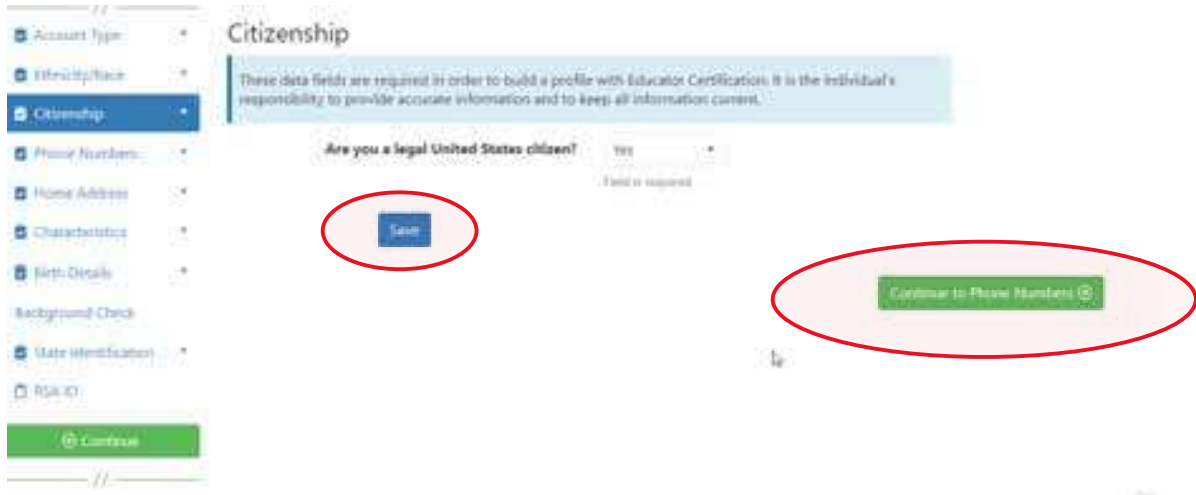 //
Account Type *
Ethnicity/Race *
Citizenship *
Phone Numbers *
Home Address *
Characteristics *
Birth Details *
Background Check
State Identification *
RSA ID
Continue
//
Citizenship
These data fields are required in order to build a profile with Educator Certification. It is the individual's
responsibility to provide accurate information and to keep all information current.
Are you a legal United States citizen? Yes
Field is required
Save
Continue to Phone Numbers